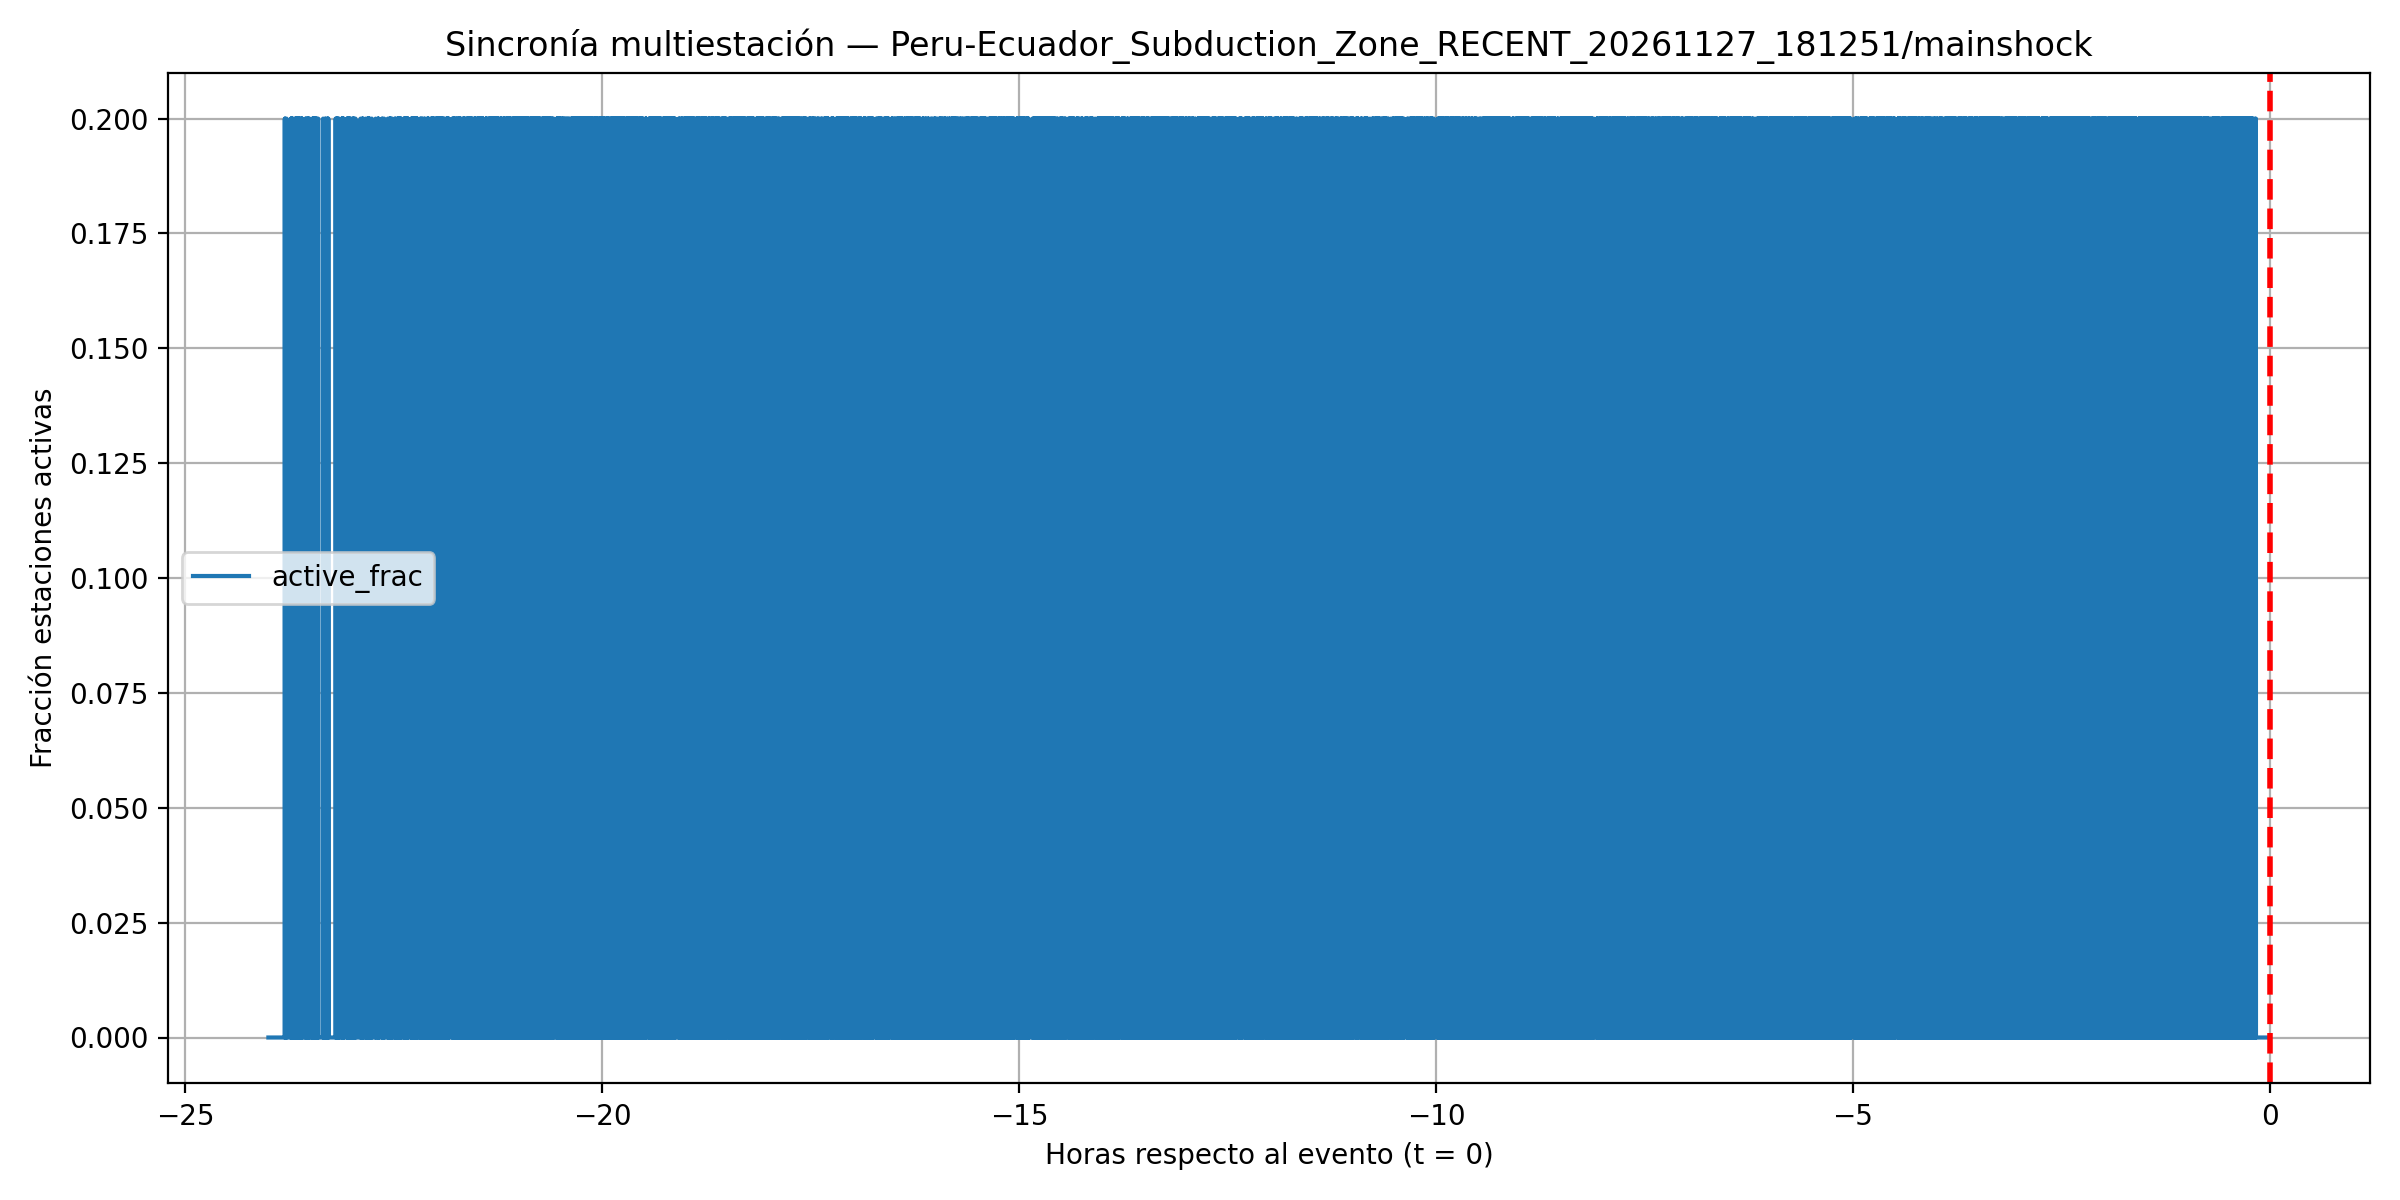 Sincronía multiestación — Peru-Ecuador_Subduction_Zone_RECENT_20261127_181251/mainshock
Fracción estaciones activas
0.200
0.175
0.150
0.125
0.100
0.075
0.050
0.025
0.000
active_frac
−25 −20 −15 −10 −5 0
Horas respecto al evento (t = 0)